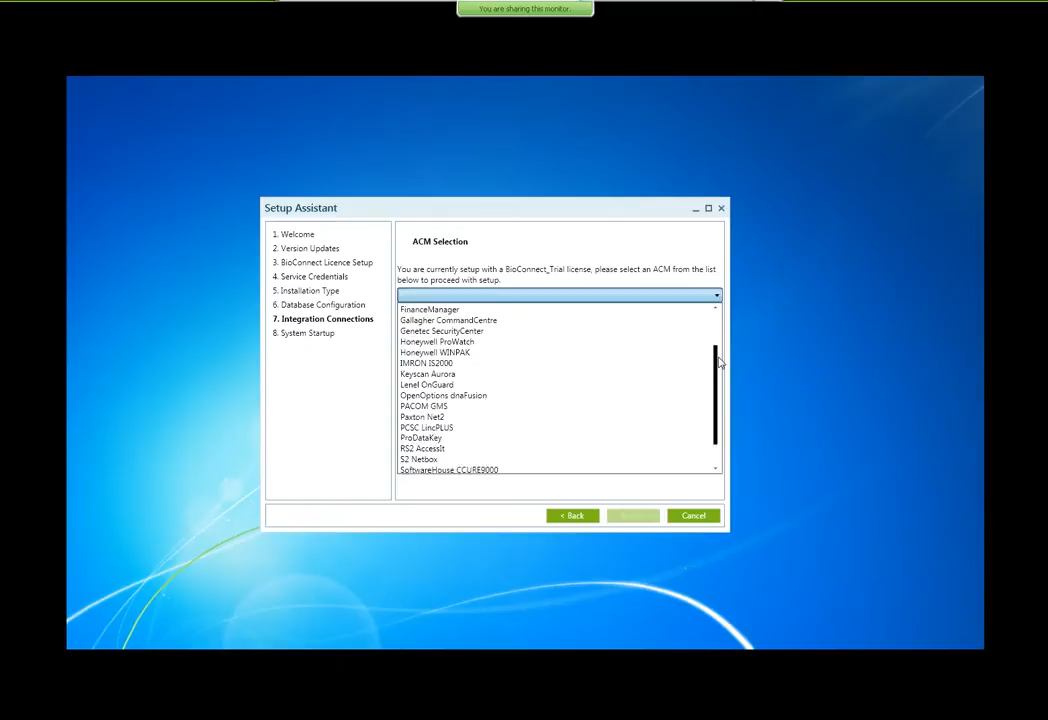 You are sharing this monitor.
Setup Assistant
1. Welcome
2. Version Updates
3. BioConnect Licence Setup
4. Service Credentials
5. Installation Type
6. Database Configuration
7. Integration Connections
8. System Startup
ACM Selection
You are currently setup with a BioConnect_Trial license, please select an ACM from the list
below to proceed with setup.
FinanceManager
Gallagher CommandCentre
Genetec SecurityCenter
Honeywell ProWatch
Honeywell WINPAK
IMRON IS2000
Keyscan Aurora
Lenel OnGuard
OpenOptions dnaFusion
PACOM GMS
Paxton Net2
PCSC LincPLUS
ProDataKey
RS2 AccessIt
S2 Netbox
SoftwareHouse CCURE9000
< Back
Cancel